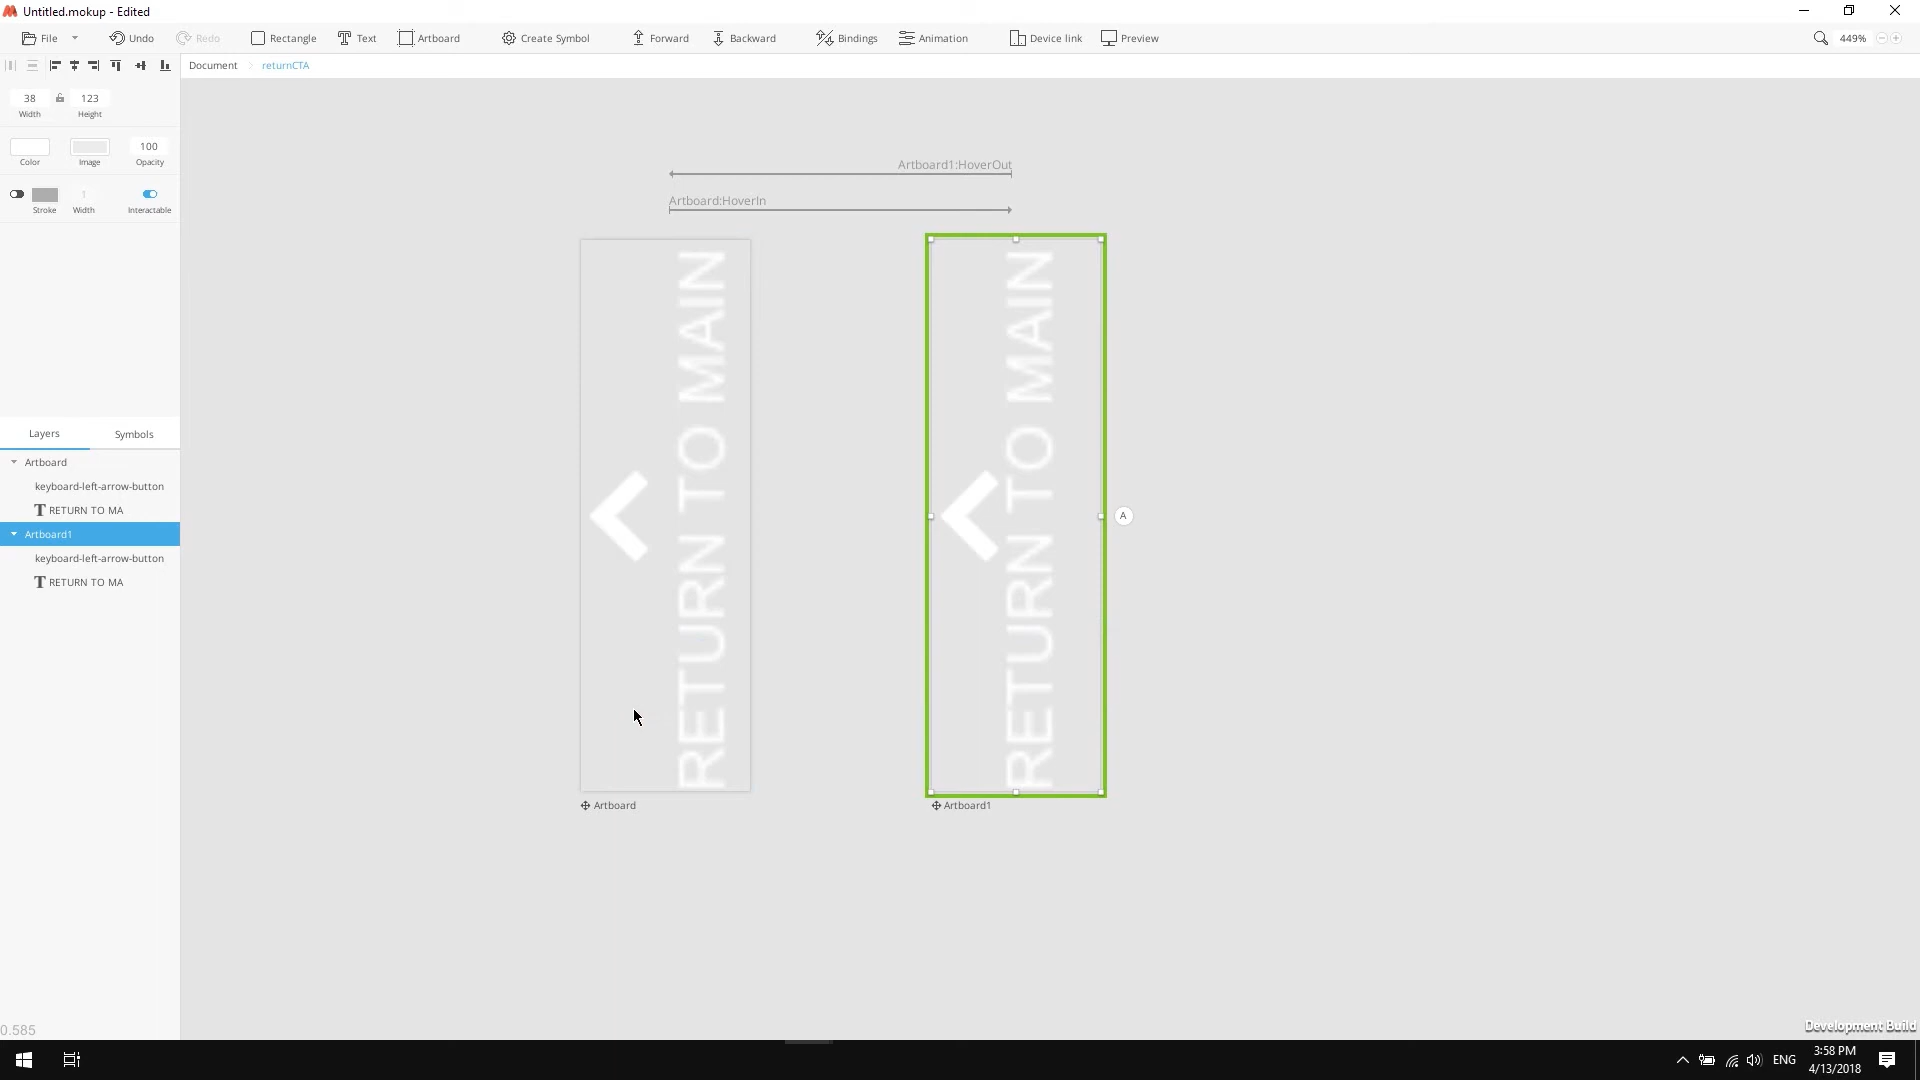 Untitled.mokup - Edited
File
Undo
Redo
Rectangle
Text
Artboard
Create Symbol
Forward
Backward
Bindings
Animation
Device link
Preview
449%
Document
returnCTA
38
123
Width
Height
100
Color
Image
Opacity
1
Stroke
Width
Interactable
Artboard1:HoverOut
Artboard:HoverIn
RETURN TO MAIN
RETURN TO MAIN
A
Artboard
Artboard1
Layers
Symbols
Artboard
keyboard-left-arrow-button
T RETURN TO MA
Artboard1
keyboard-left-arrow-button
T RETURN TO MA
0.585
Development Build
ENG
3:58 PM
4/13/2018